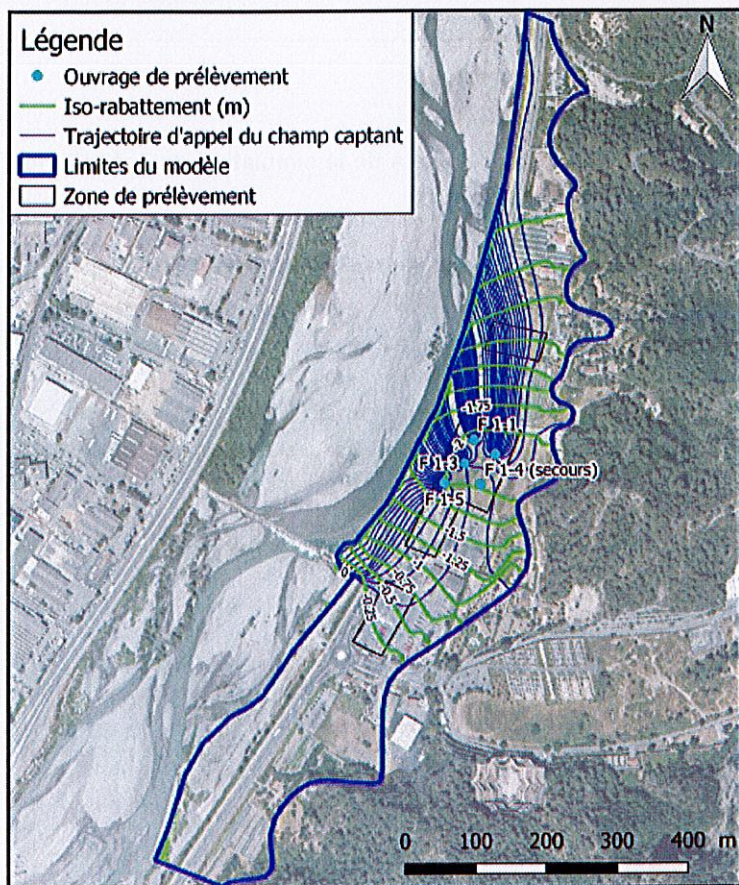 Légende
Ouvrage de prélèvement
Iso-rabattement (m)
Trajectoire d'appel du champ captant
Limites du modèle
Zone de prélèvement
N
-1.75
F 1-1
-2
F 1-3
F 1-4 (secours)
F 1-5
-1.5
-1.25
-1
-0.75
-0.5
-0.25
0
0 100 200 300 400 m